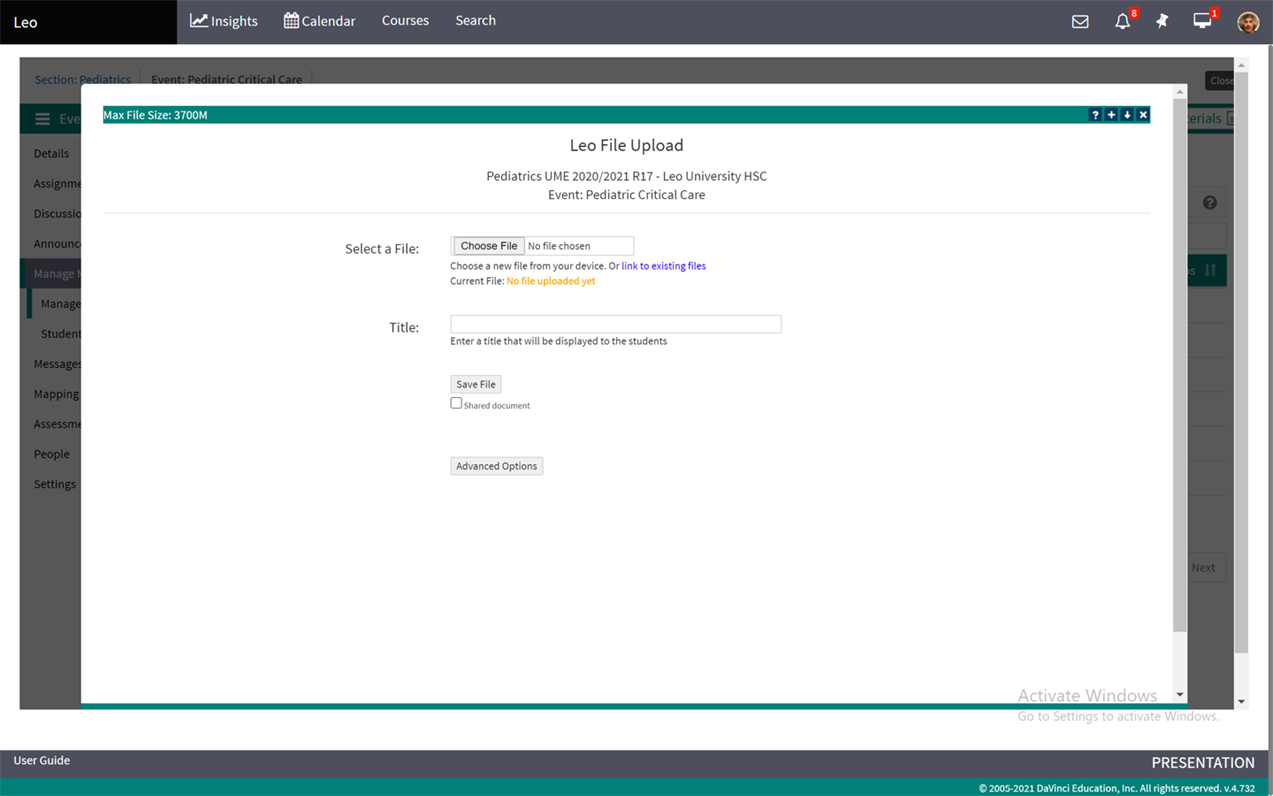 Leo
Insights
Calendar
Courses
Search
8
1
Section: Pediatrics
Event: Pediatric Critical Care
Close
Max File Size: 3700M
Leo File Upload
Pediatrics UME 2020/2021 R17 - Leo University HSC
Event: Pediatric Critical Care
Details
Assignme
Discussio
Announc
Manage M
Manage
Student
Messages
Mapping
Assessme
People
Settings
Select a File:
Choose File No file chosen
Choose a new file from your device. Or link to existing files
Current File: No file uploaded yet
Title:
Enter a title that will be displayed to the students
Save File
Shared document
Advanced Options
Next
Activate Windows
Go to Settings to activate Windows.
User Guide
PRESENTATION
© 2005-2021 DaVinci Education, Inc. All rights reserved. v.4.732